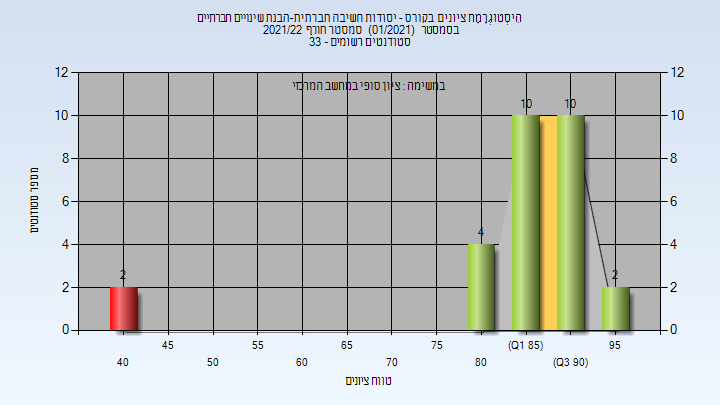 הִיסְטוֹגְרָמַת ציונים בקורס - יסודות חשיבה חברתית-הבנת שינויים חברתיים
בסמסטר (01/2021) סמסטר חורף 2021/22
סטודנטים רשומים - 33
במשימה : ציון סופי במחשב המרכזי
12 12
10 10
8 8
6 6
4 4
2 2
0 0
מספר סטודנטים
2 4 10 10 2
45 55 65 75 (Q1 85) 95
40 50 60 70 80 (Q3 90)
טווח ציונים